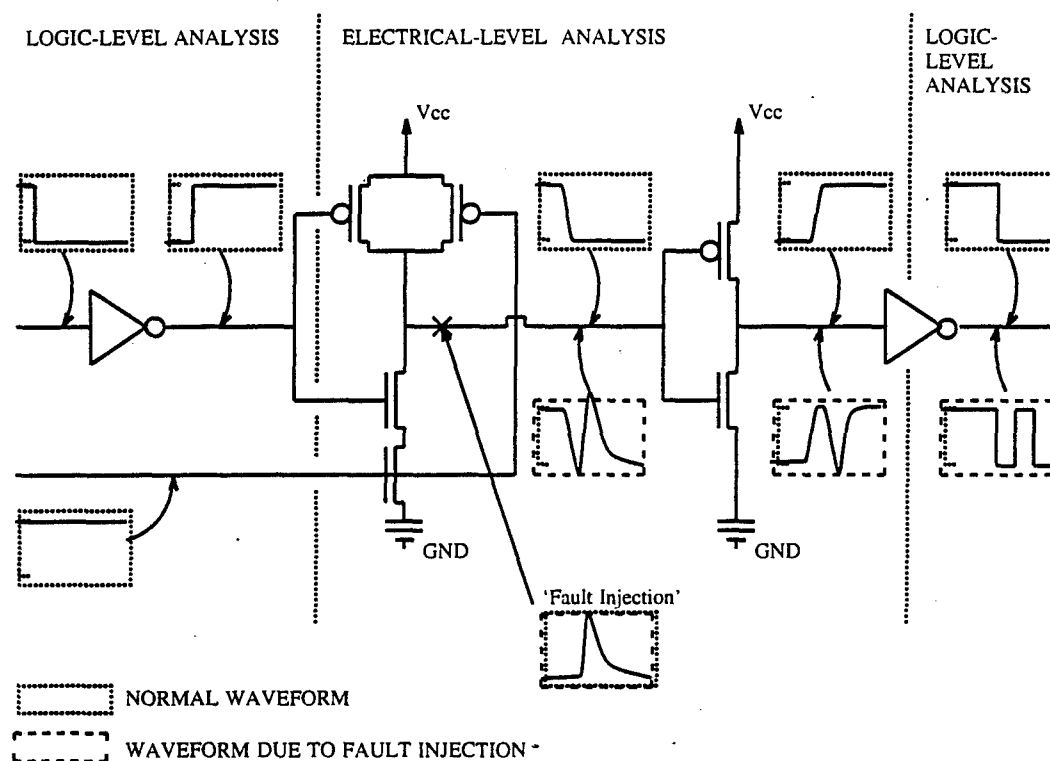 LOGIC-LEVEL ANALYSIS
ELECTRICAL-LEVEL ANALYSIS
LOGIC-
LEVEL
ANALYSIS
Vcc
Vcc
GND
GND
'Fault Injection'
NORMAL WAVEFORM
WAVEFORM DUE TO FAULT INJECTION